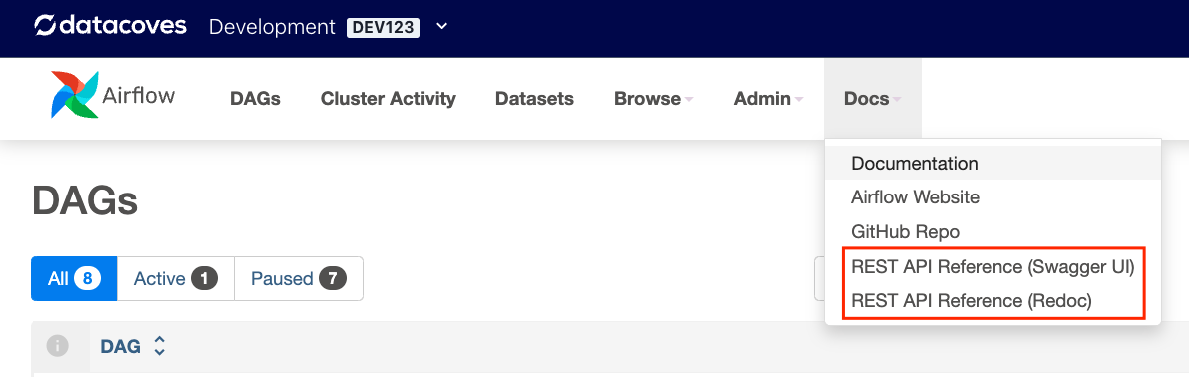 datacoves Development DEV123
Airflow DAGs Cluster Activity Datasets Browse Admin Docs
Documentation
Airflow Website
GitHub Repo
REST API Reference (Swagger UI)
REST API Reference (Redoc)
DAGs
All 8 Active 1 Paused 7
i DAG